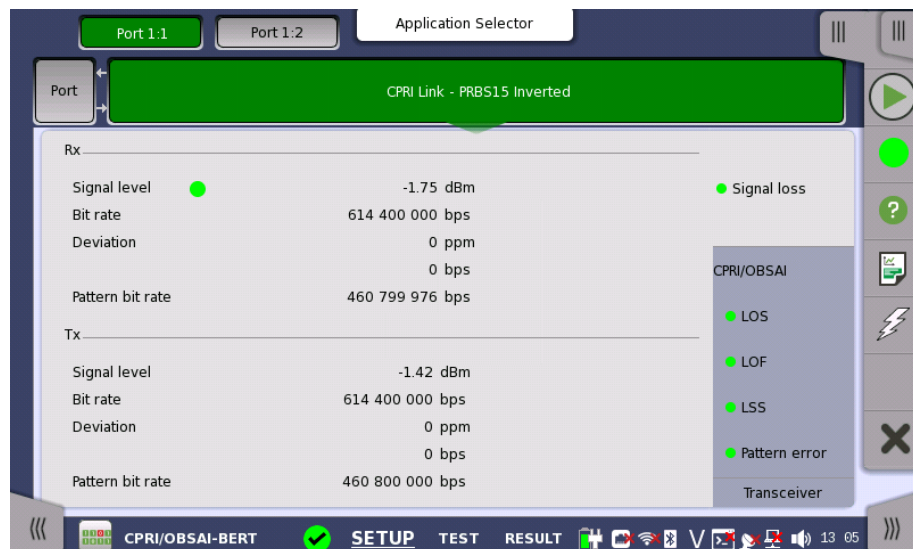 Port 1:1
Port 1:2
Application Selector
Port
CPRI Link - PRBS15 Inverted
Rx
Signal level -1.75 dBm
Signal loss
Bit rate 614 400 000 bps
Deviation 0 ppm
0 bps
CPRI/OBSAI
Pattern bit rate 460 799 976 bps
LOS
Tx
LOF
Signal level -1.42 dBm
Bit rate 614 400 000 bps
LSS
Deviation 0 ppm
0 bps
Pattern error
Pattern bit rate 460 800 000 bps
Transceiver
CPRI/OBSAI-BERT SETUP TEST RESULT V 13 05